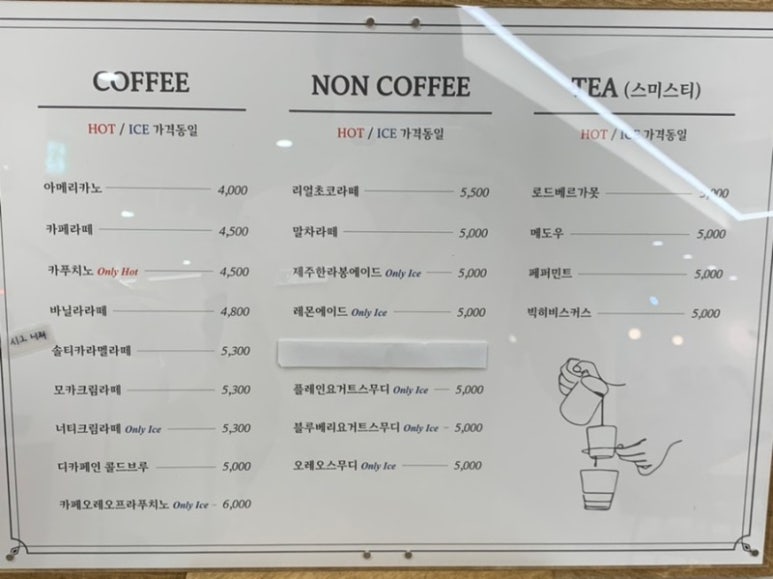 COFFEE
HOT / ICE 가격동일
아메리카노 4,000
카페라떼 4,500
카푸치노 Only Hot 4,500
바닐라라떼 4,800
솔티카라멜라떼 5,300
모카크림라떼 5,300
너티크림라떼 Only Ice 5,300
디카페인 콜드브루 5,000
카페오레오프라푸치노 Only Ice - 6,000
NON COFFEE
HOT / ICE 가격동일
리얼초코라떼 5,500
말차라떼 5,000
제주한라봉에이드 Only Ice 5,000
레몬에이드 Only Ice 5,000
플레인요거트스무디 Only Ice 5,000
블루베리요거트스무디 Only Ice - 5,000
오레오스무디 Only Ice 5,000
TEA (스미스티)
HOT / ICE 가격동일
로드베르가못 5,000
메도우 5,000
페퍼민트 5,000
빅히비스커스 5,000